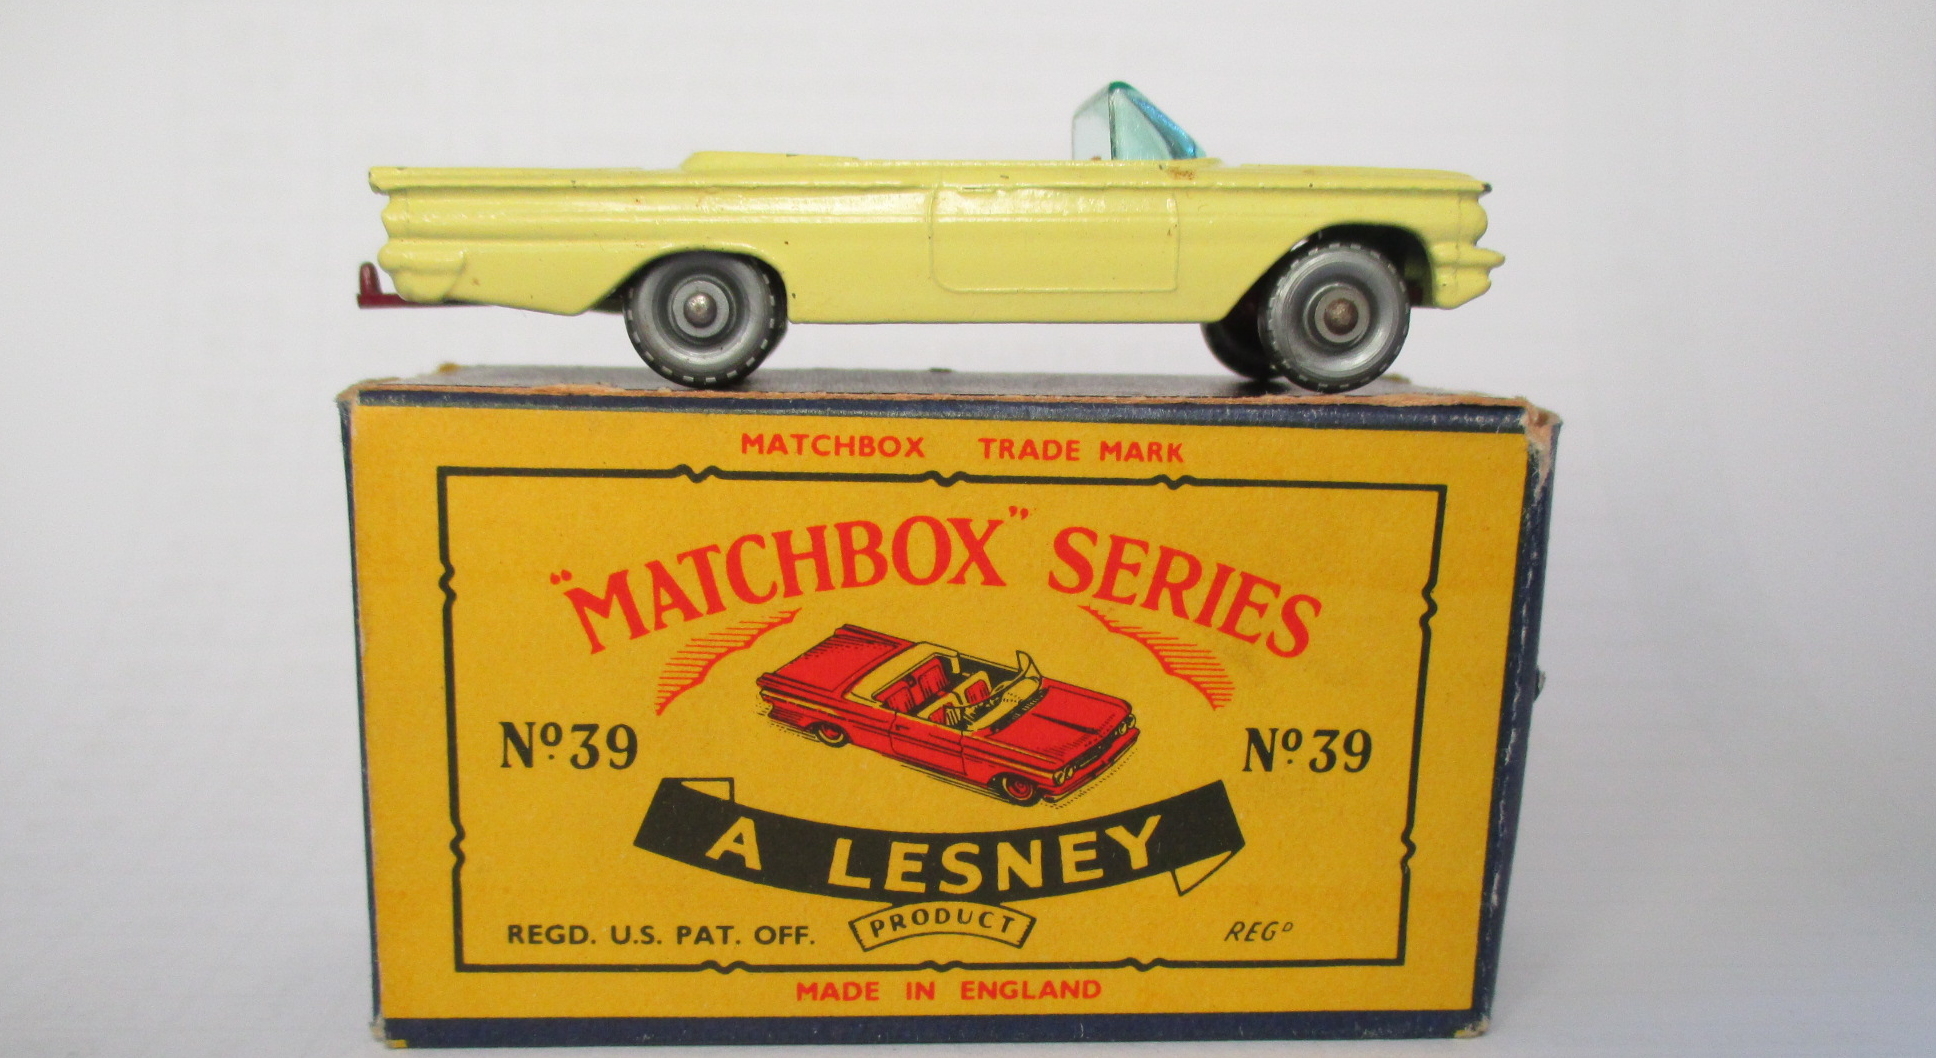 MATCHBOX TRADE MARK
"MATCHBOX" SERIES
Nº39
Nº39
A LESNEY
PRODUCT
REGD. U.S. PAT. OFF.
REGD
MADE IN ENGLAND